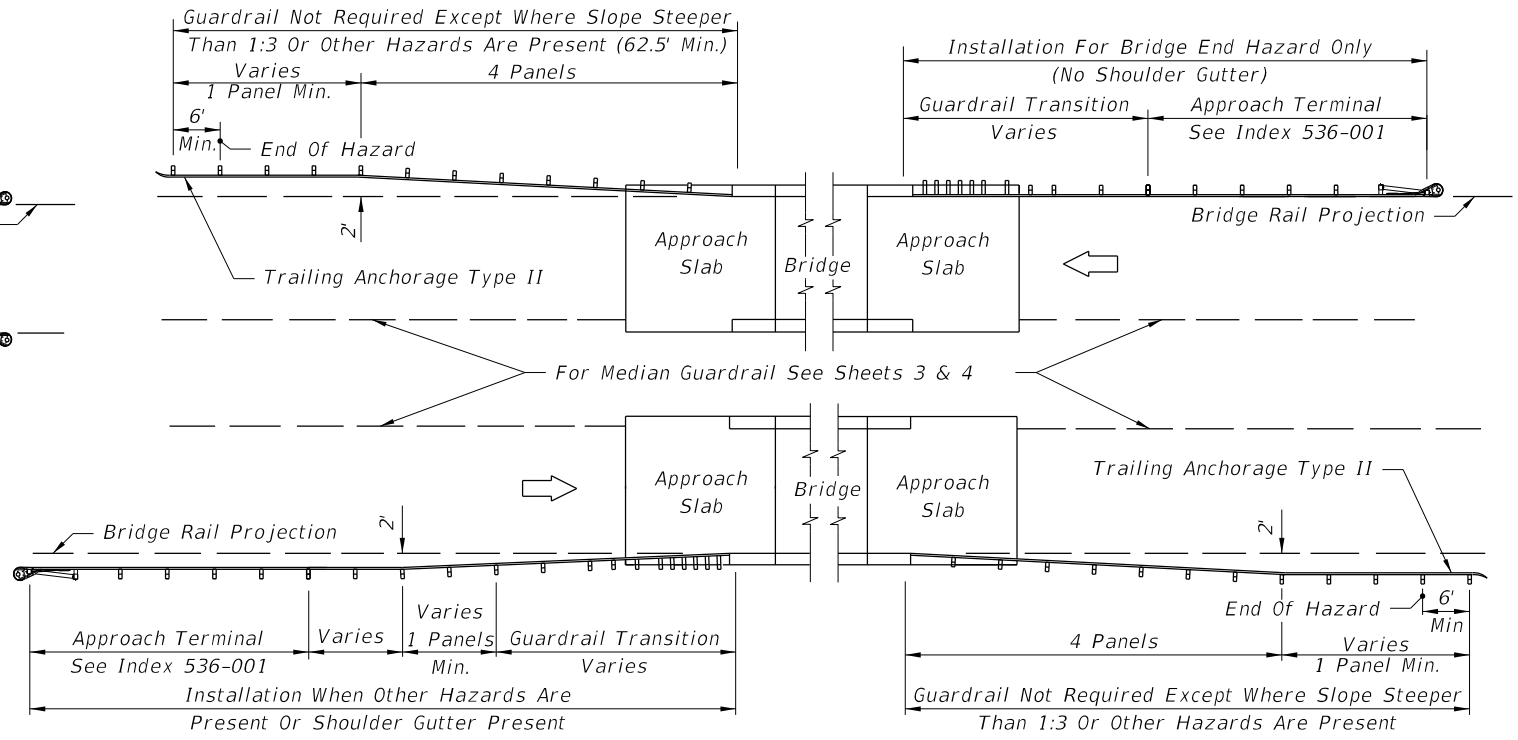 Guardrail Not Required Except Where Slope Steeper
Than 1:3 Or Other Hazards Are Present (62.5' Min.)
Varies
1 Panel Min.
4 Panels
6'
Min.
End Of Hazard
2'
Trailing Anchorage Type II
Installation For Bridge End Hazard Only
(No Shoulder Gutter)
Guardrail Transition
Varies
Approach Terminal
See Index 536-001
Bridge Rail Projection
Approach
Slab
Bridge
Approach
Slab
For Median Guardrail See Sheets 3 & 4
Approach
Slab
Bridge
Approach
Slab
Trailing Anchorage Type II
Bridge Rail Projection
2'
2'
End Of Hazard
6'
Min
Approach Terminal
See Index 536-001
Varies
Varies
1 Panels
Min.
Guardrail Transition
Varies
Installation When Other Hazards Are
Present Or Shoulder Gutter Present
4 Panels
Varies
1 Panel Min.
Guardrail Not Required Except Where Slope Steeper
Than 1:3 Or Other Hazards Are Present